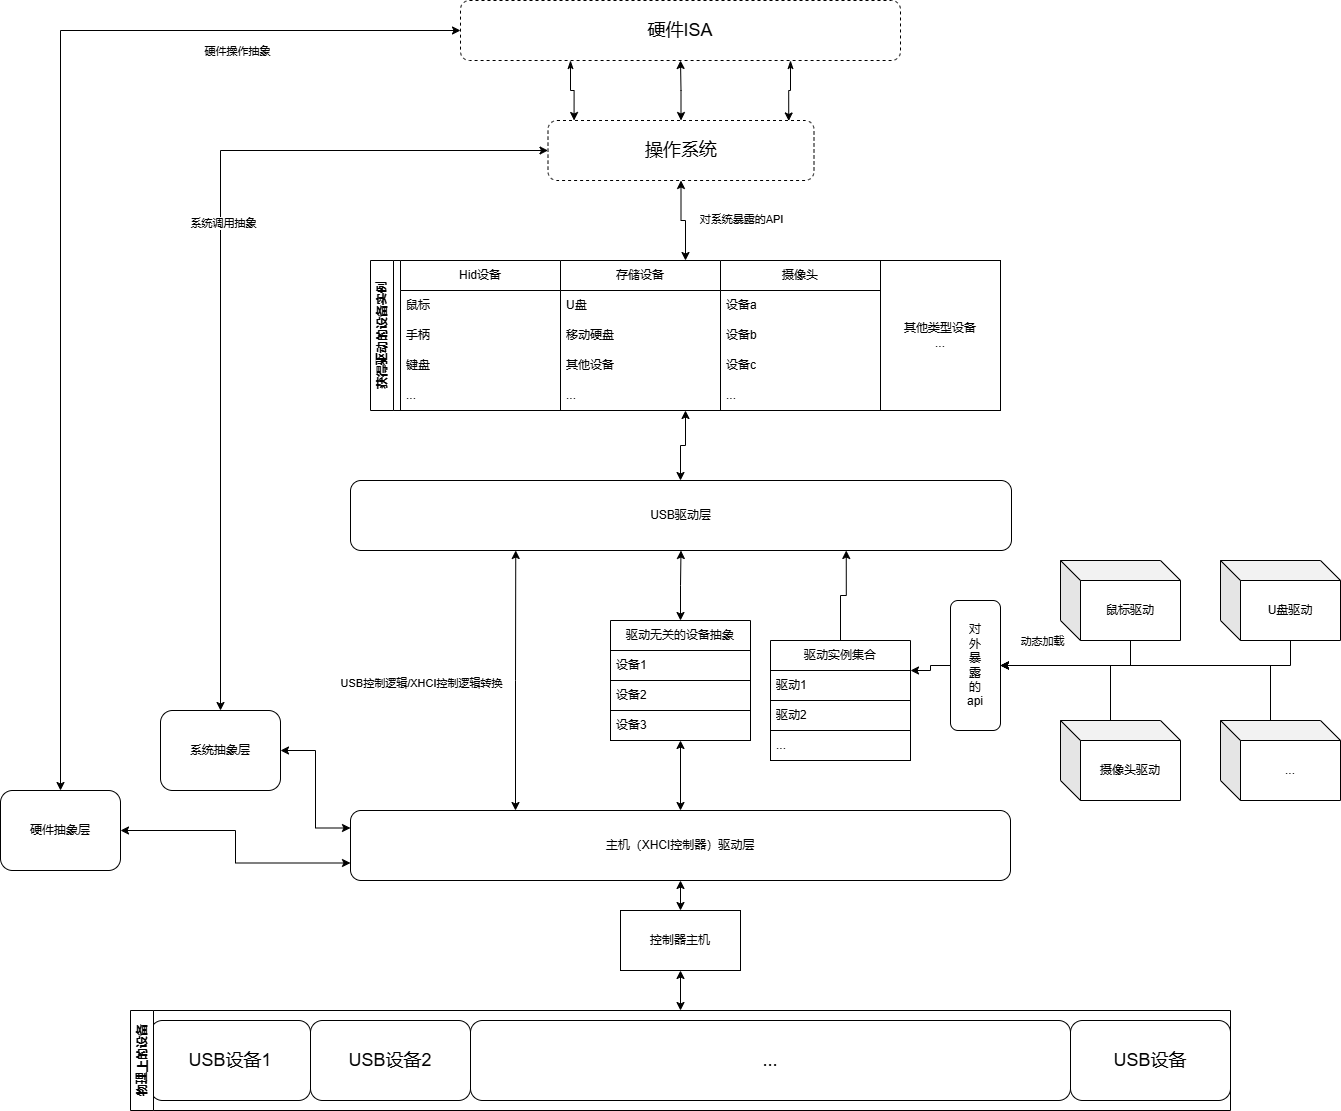 硬件ISA
硬件操作抽象
操作系统
系统调用抽象
对系统暴露的API
获得驱动的设备实例
Hid设备
存储设备
摄像头
鼠标
U盘
设备a
手柄
移动硬盘
设备b
其他类型设备
...
键盘
其他设备
设备c
...
...
...
USB驱动层
鼠标驱动
U盘驱动
驱动无关的设备抽象
设备1
设备2
设备3
驱动实例集合
驱动1
驱动2
...
对
外
暴
露
的
api
动态加载
USB控制逻辑/XHCI控制逻辑转换
系统抽象层
摄像头驱动
...
硬件抽象层
主机（XHCI控制器）驱动层
控制器主机
物理上的设备
USB设备1
USB设备2
...
USB设备